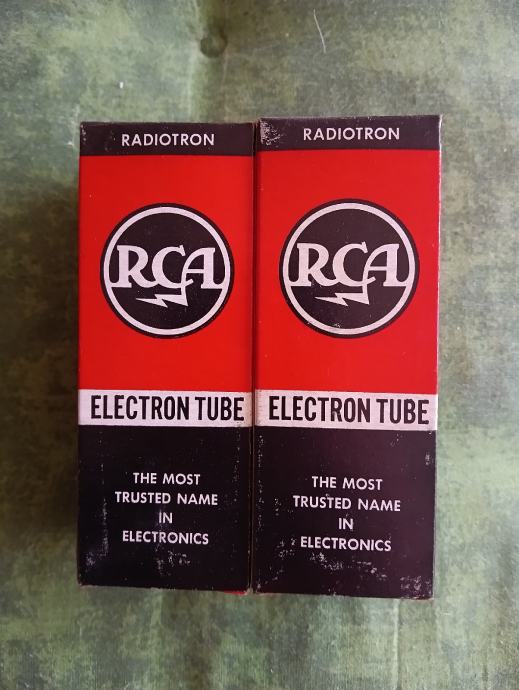 RADIOTRON
RCA
ELECTRON TUBE
THE MOST
TRUSTED NAME
IN
ELECTRONICS
RADIOTRON
RCA
ELECTRON TUBE
THE MOST
TRUSTED NAME
IN
ELECTRONICS